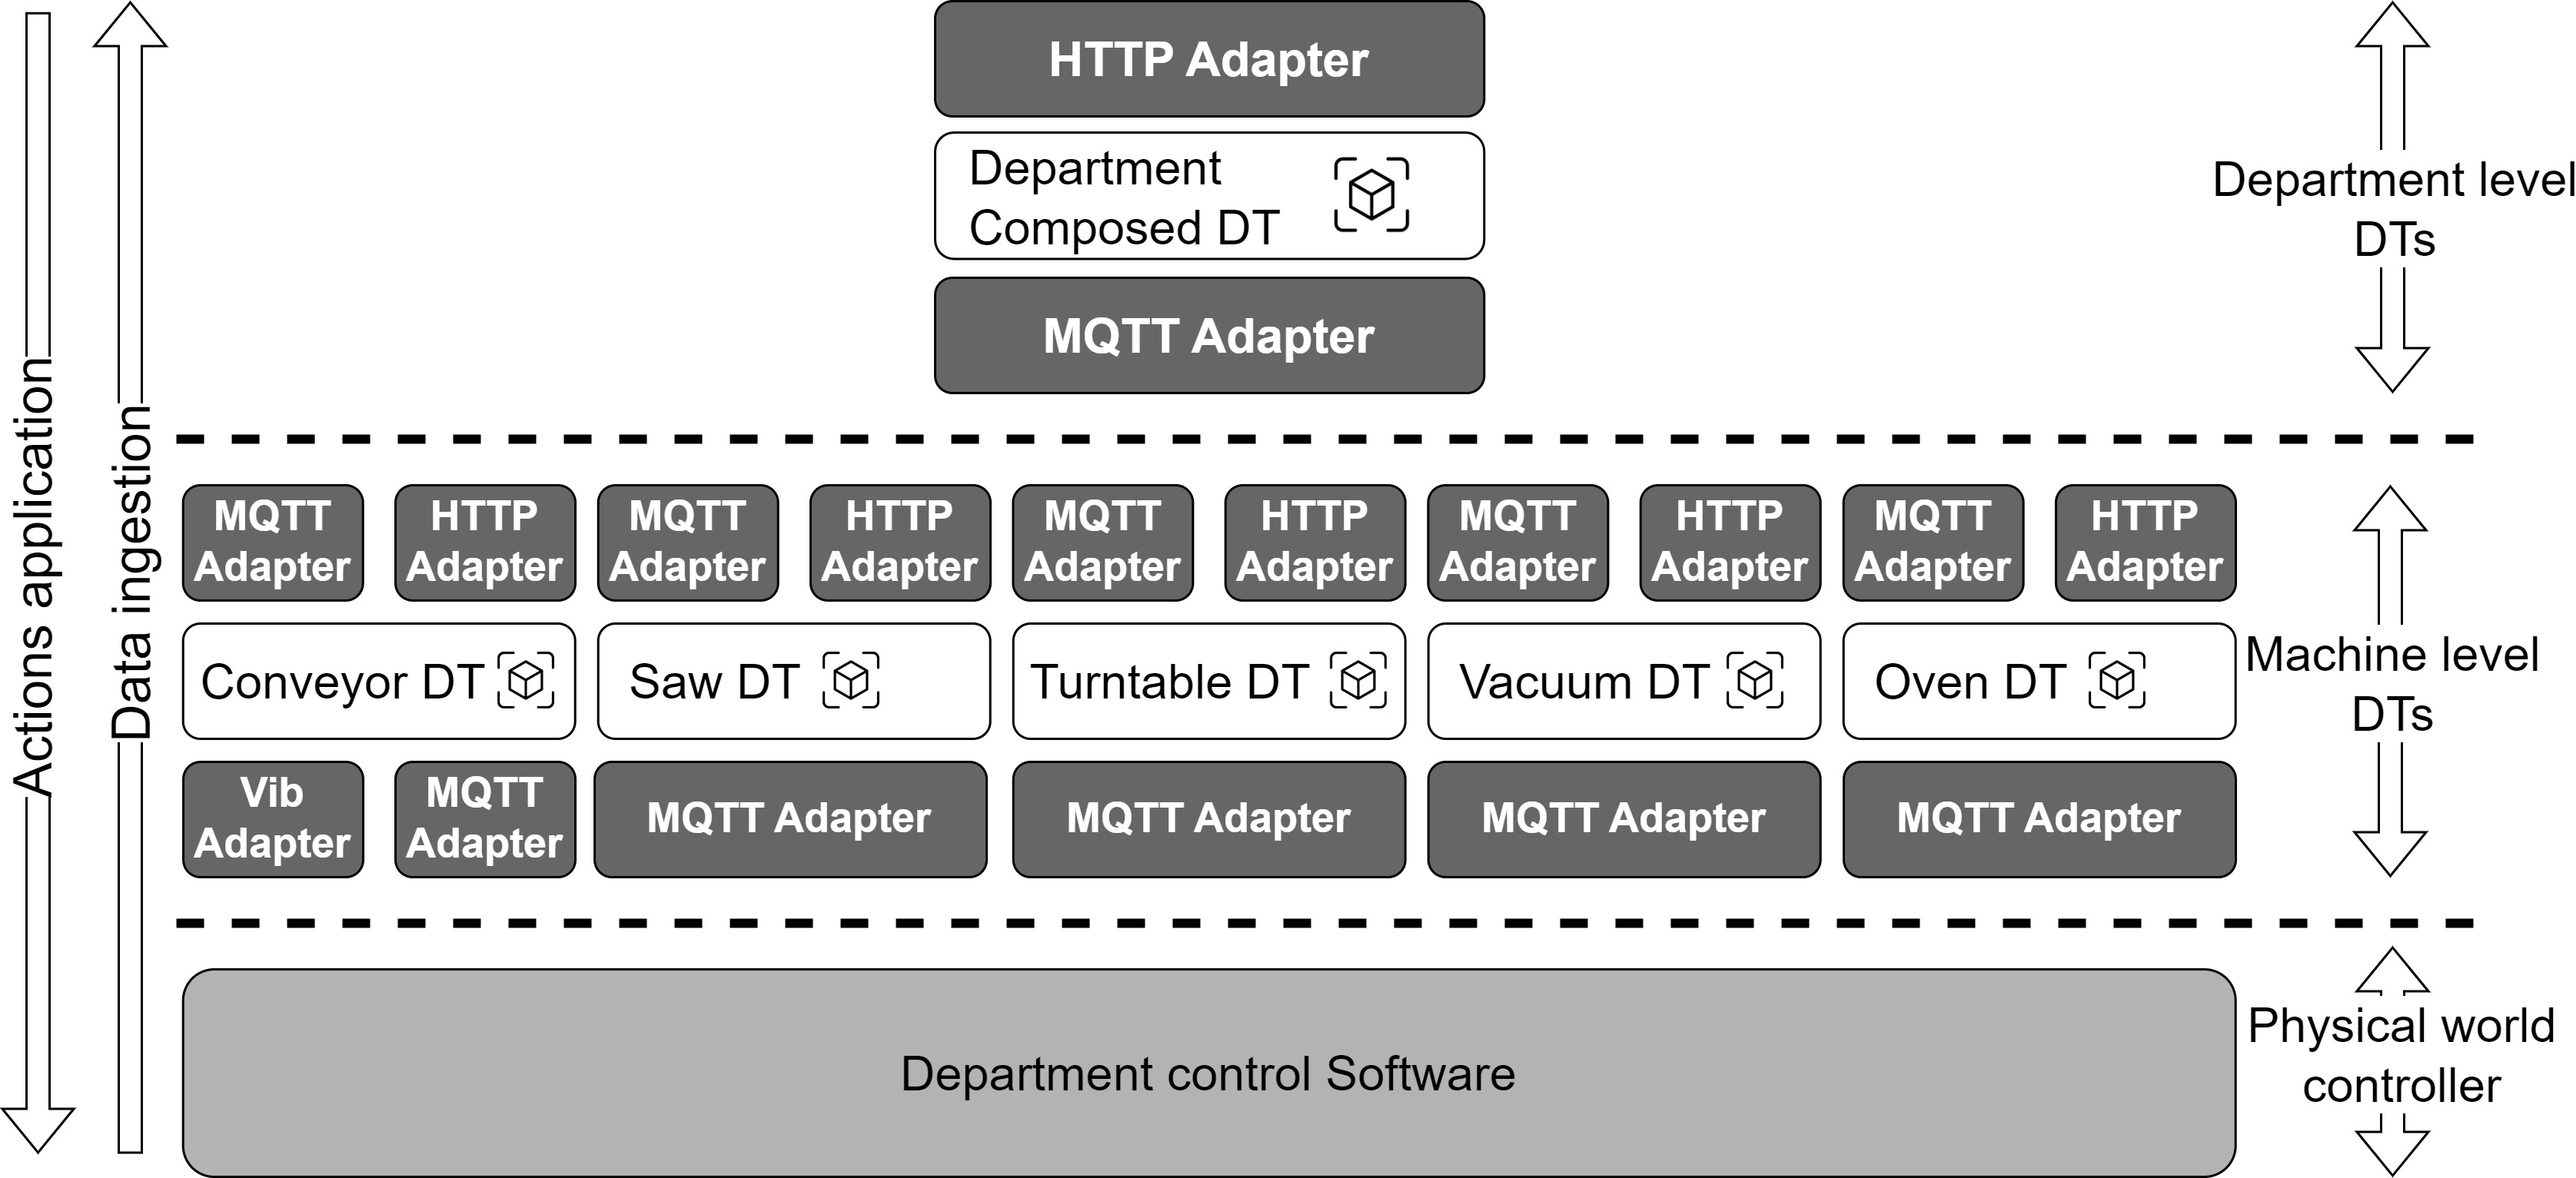 Actions application
Data ingestion
HTTP Adapter
Department
Composed DT
MQTT Adapter
Department level
DTs
MQTT
Adapter
HTTP
Adapter
MQTT
Adapter
HTTP
Adapter
MQTT
Adapter
HTTP
Adapter
MQTT
Adapter
HTTP
Adapter
MQTT
Adapter
HTTP
Adapter
Conveyor DT
Saw DT
Turntable DT
Vacuum DT
Oven DT
Machine level
DTs
Vib
Adapter
MQTT
Adapter
MQTT Adapter
MQTT Adapter
MQTT Adapter
MQTT Adapter
Department control Software
Physical world
controller